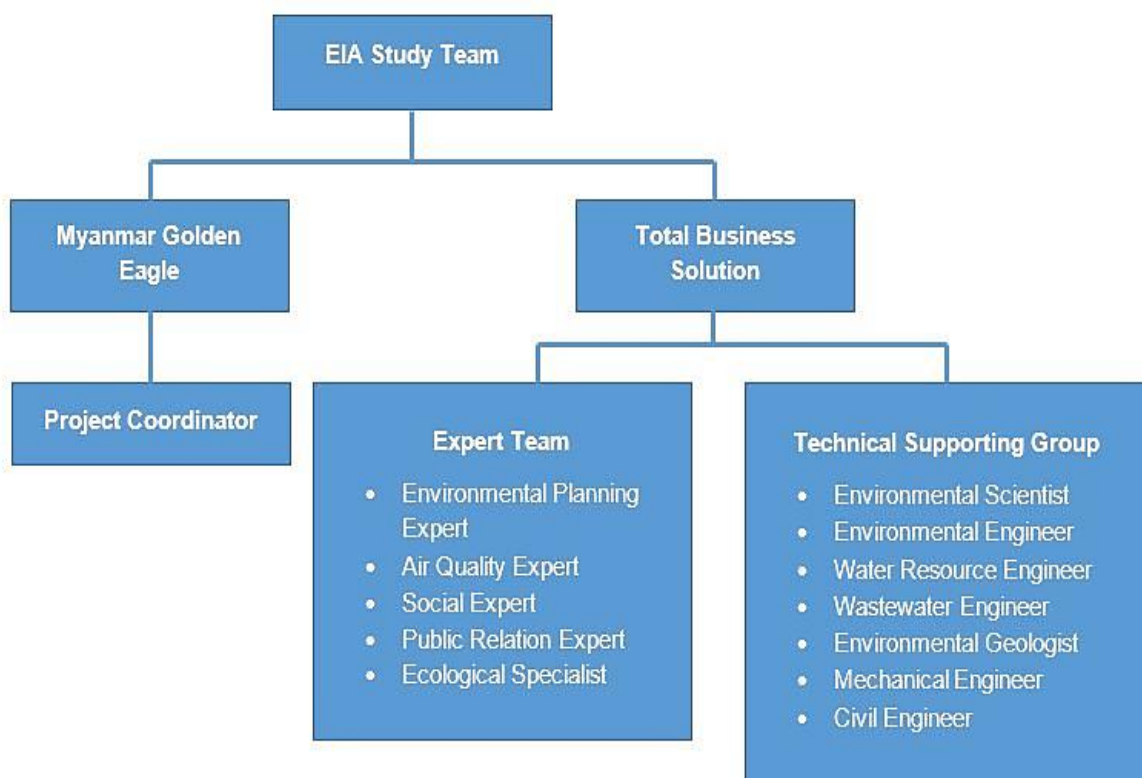 EIA Study Team
Myanmar Golden
Eagle
Total Business
Solution
Project Coordinator
Expert Team
• Environmental Planning
Expert
• Air Quality Expert
• Social Expert
• Public Relation Expert
• Ecological Specialist
Technical Supporting Group
• Environmental Scientist
• Environmental Engineer
• Water Resource Engineer
• Wastewater Engineer
• Environmental Geologist
• Mechanical Engineer
• Civil Engineer